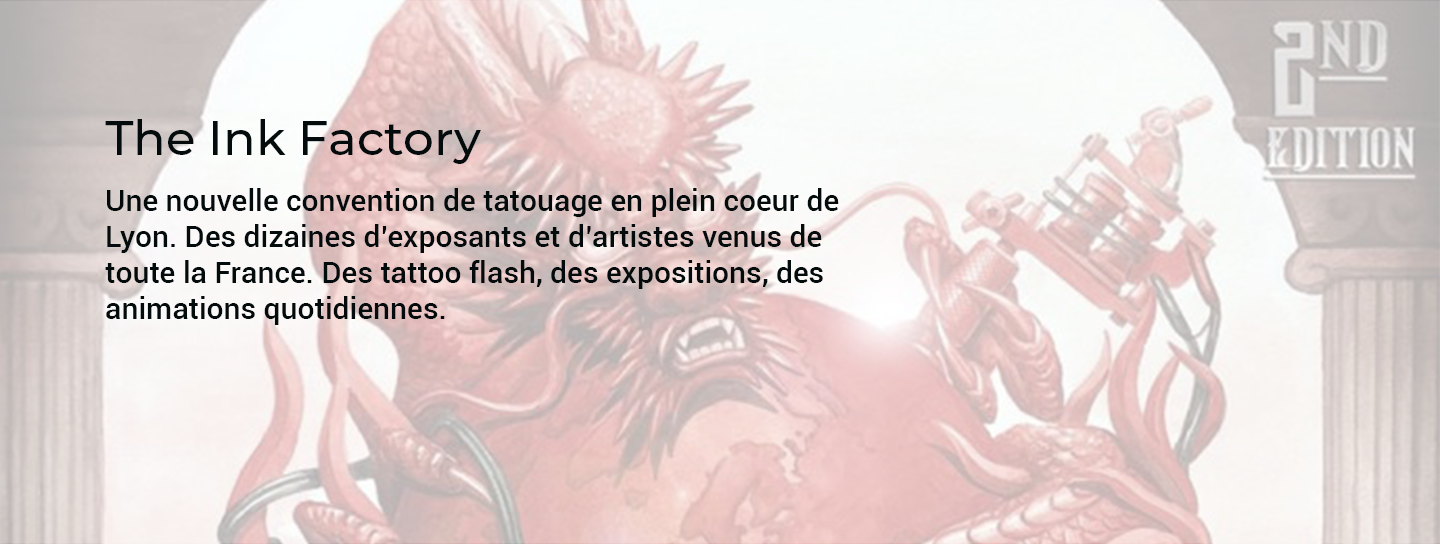 2ND
EDITION
The Ink Factory
Une nouvelle convention de tatouage en plein coeur de
Lyon. Des dizaines d'exposants et d'artistes venus de
toute la France. Des tattoo flash, des expositions, des
animations quotidiennes.